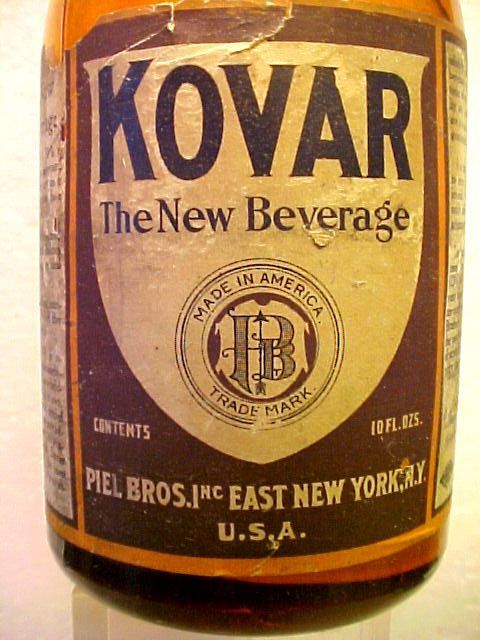 KOVAR
The New Beverage
MADE IN AMERICA.
PB
TRADE MARK.
CONTENTS 10 FL. OZS.
PIEL BROS. INC EAST NEW YORK, N.Y.
U.S.A.